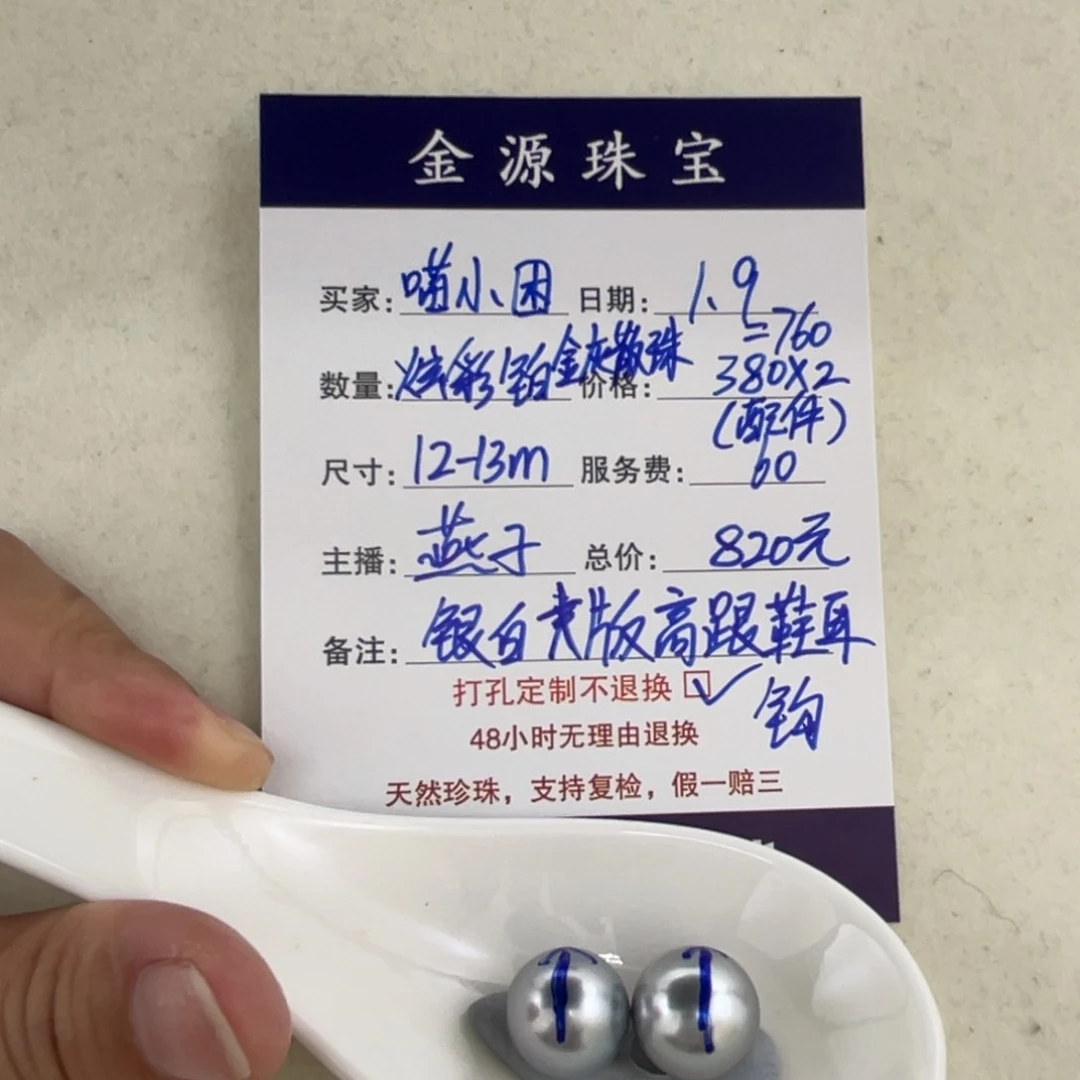 金源珠宝
买家: 喵小困 日期: 1.9
=760
数量: 炫彩铂金灰散珠 价格: 380X2
(配件)
尺寸: 12-13m 服务费: 60
主播: 燕子 总价: 820元
备注: 银白大版高跟鞋耳
钩
打孔定制不退换 ☑
48小时无理由退换
天然珍珠，支持复检，假一赔三